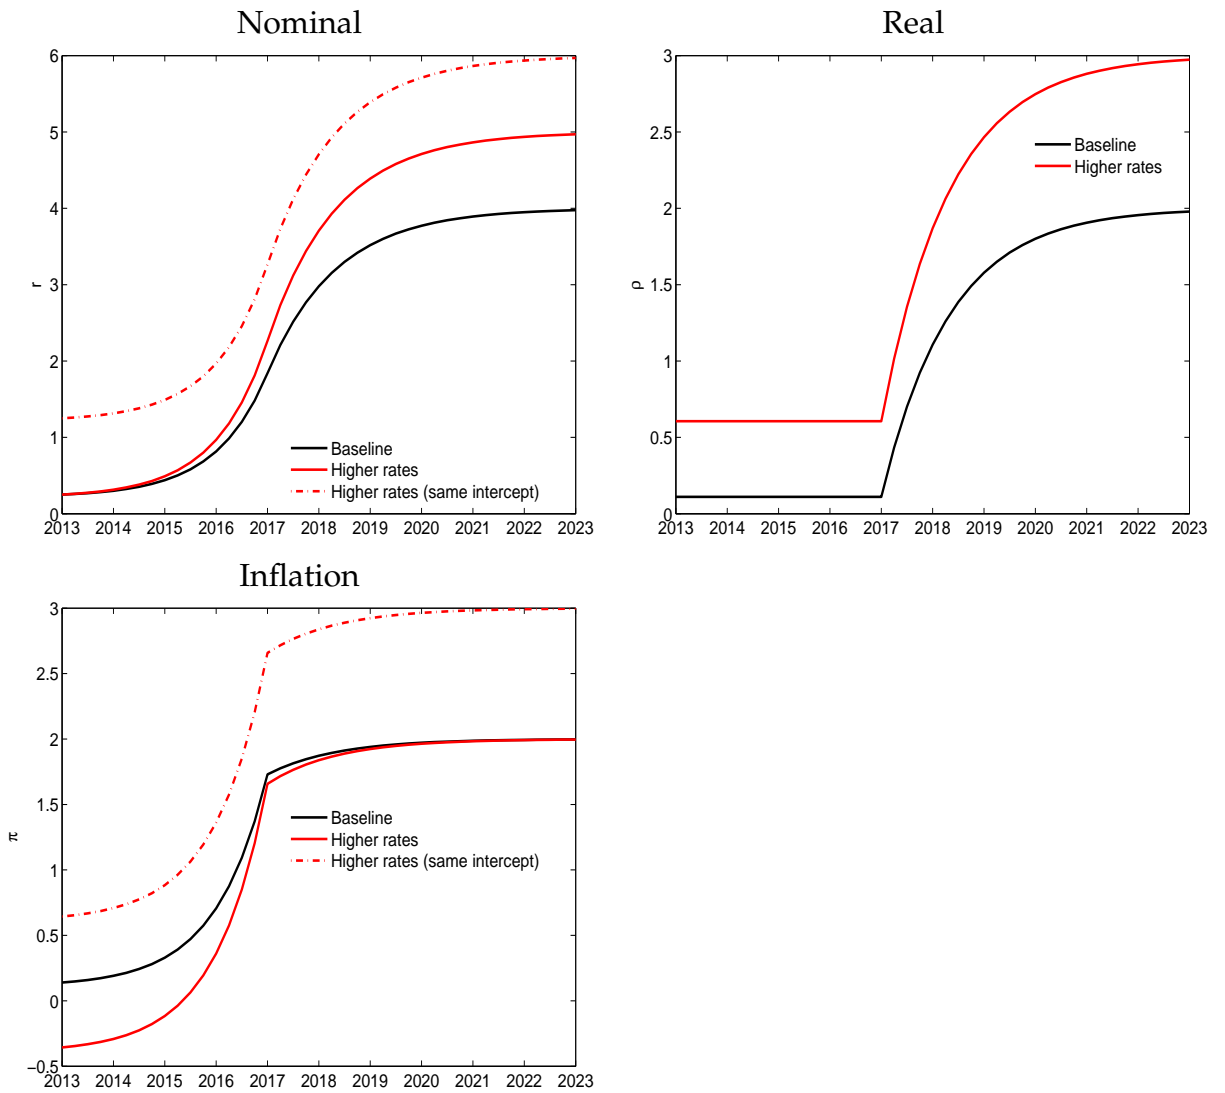 Nominal
6
5
4
3
2
1
0
r
2013 2014 2015 2016 2017 2018 2019 2020 2021 2022 2023
Baseline
Higher rates
Higher rates (same intercept)
Real
3
2.5
2
1.5
1
0.5
0
ρ
2013 2014 2015 2016 2017 2018 2019 2020 2021 2022 2023
Baseline
Higher rates
Inflation
3
2.5
2
1.5
1
0.5
0
−0.5
π
2013 2014 2015 2016 2017 2018 2019 2020 2021 2022 2023
Baseline
Higher rates
Higher rates (same intercept)